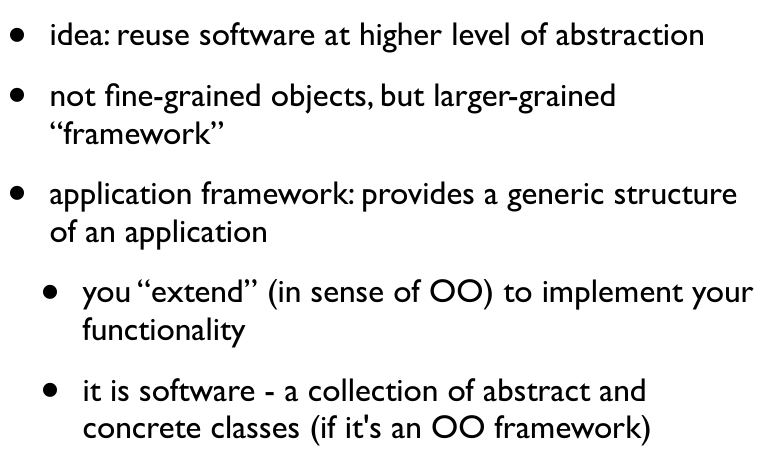 • idea: reuse software at higher level of abstraction
• not fine-grained objects, but larger-grained
“framework”
• application framework: provides a generic structure
of an application
• you “extend” (in sense of OO) to implement your
functionality
• it is software - a collection of abstract and
concrete classes (if it's an OO framework)